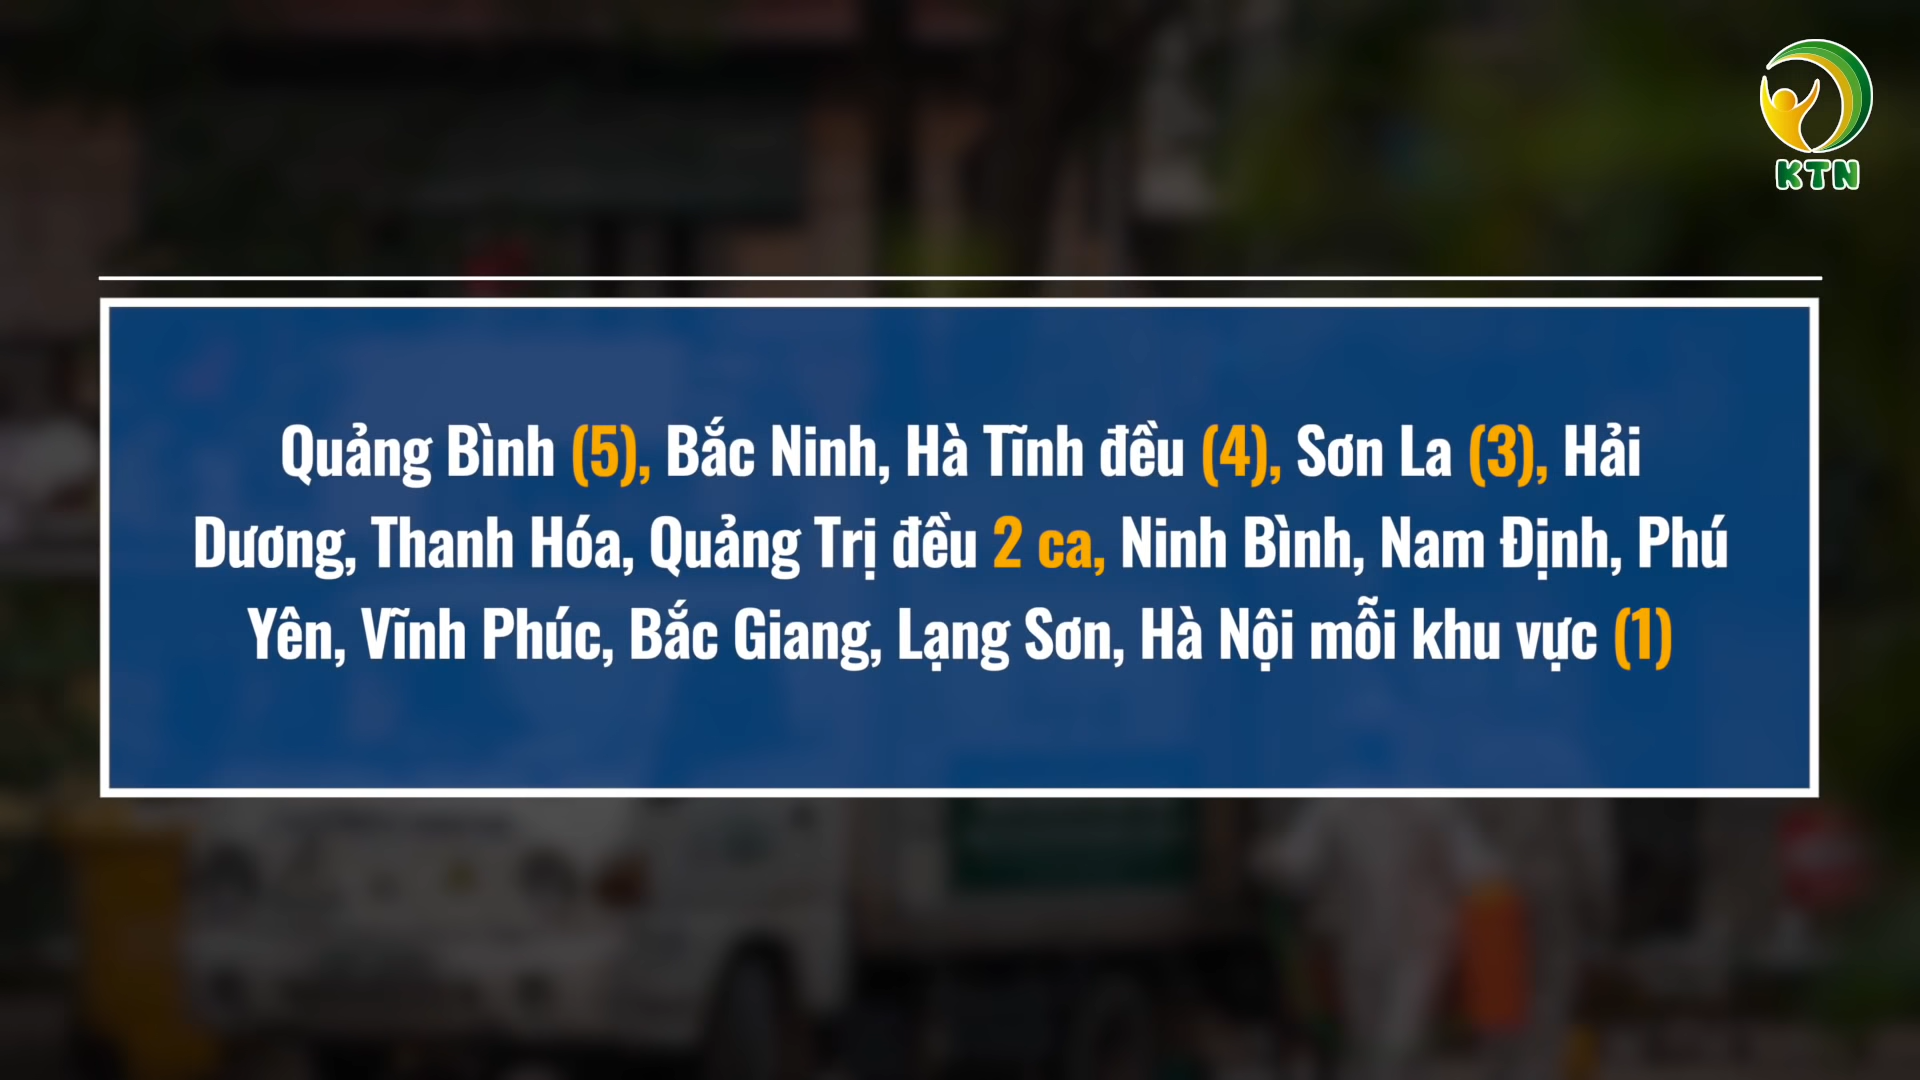 KTN
Quảng Bình (5), Bắc Ninh, Hà Tĩnh đều (4), Sơn La (3), Hải
Dương, Thanh Hóa, Quảng Trị đều 2 ca, Ninh Bình, Nam Định, Phú
Yên, Vĩnh Phúc, Bắc Giang, Lạng Sơn, Hà Nội mỗi khu vực (1)